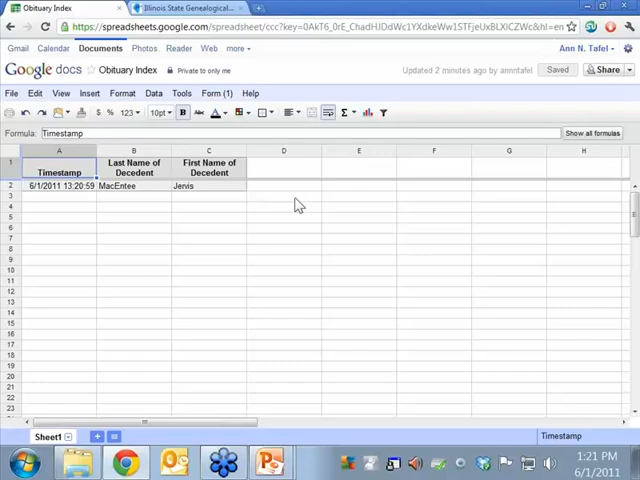 Obituary Index
Illinois State Genealogical...
https://spreadsheets.google.com/spreadsheet/ccc?key=0AkT6_0rE_ChadHJDdWc1YXdkeWw1STFjeUxBLXlCZWc&hl=en
Gmail Calendar Documents Photos Reader Web more Ann N. Tafel
Google docs Obituary Index Private to only me Updated 2 minutes ago by annntafel Saved Share
File Edit View Insert Format Data Tools Form (1) Help
$ % 123 10pt B Abc A Σ
Formula: Timestamp Show all formulas
A B C D E F G H
1 Timestamp Last Name of Decedent First Name of Decedent
2 6/1/2011 13:20:59 MacEntee Jervis
3
4
5
6
7
8
9
10
11
12
13
14
15
16
17
18
19
20
21
22
23
Sheet1 Timestamp
1:21 PM
6/1/2011